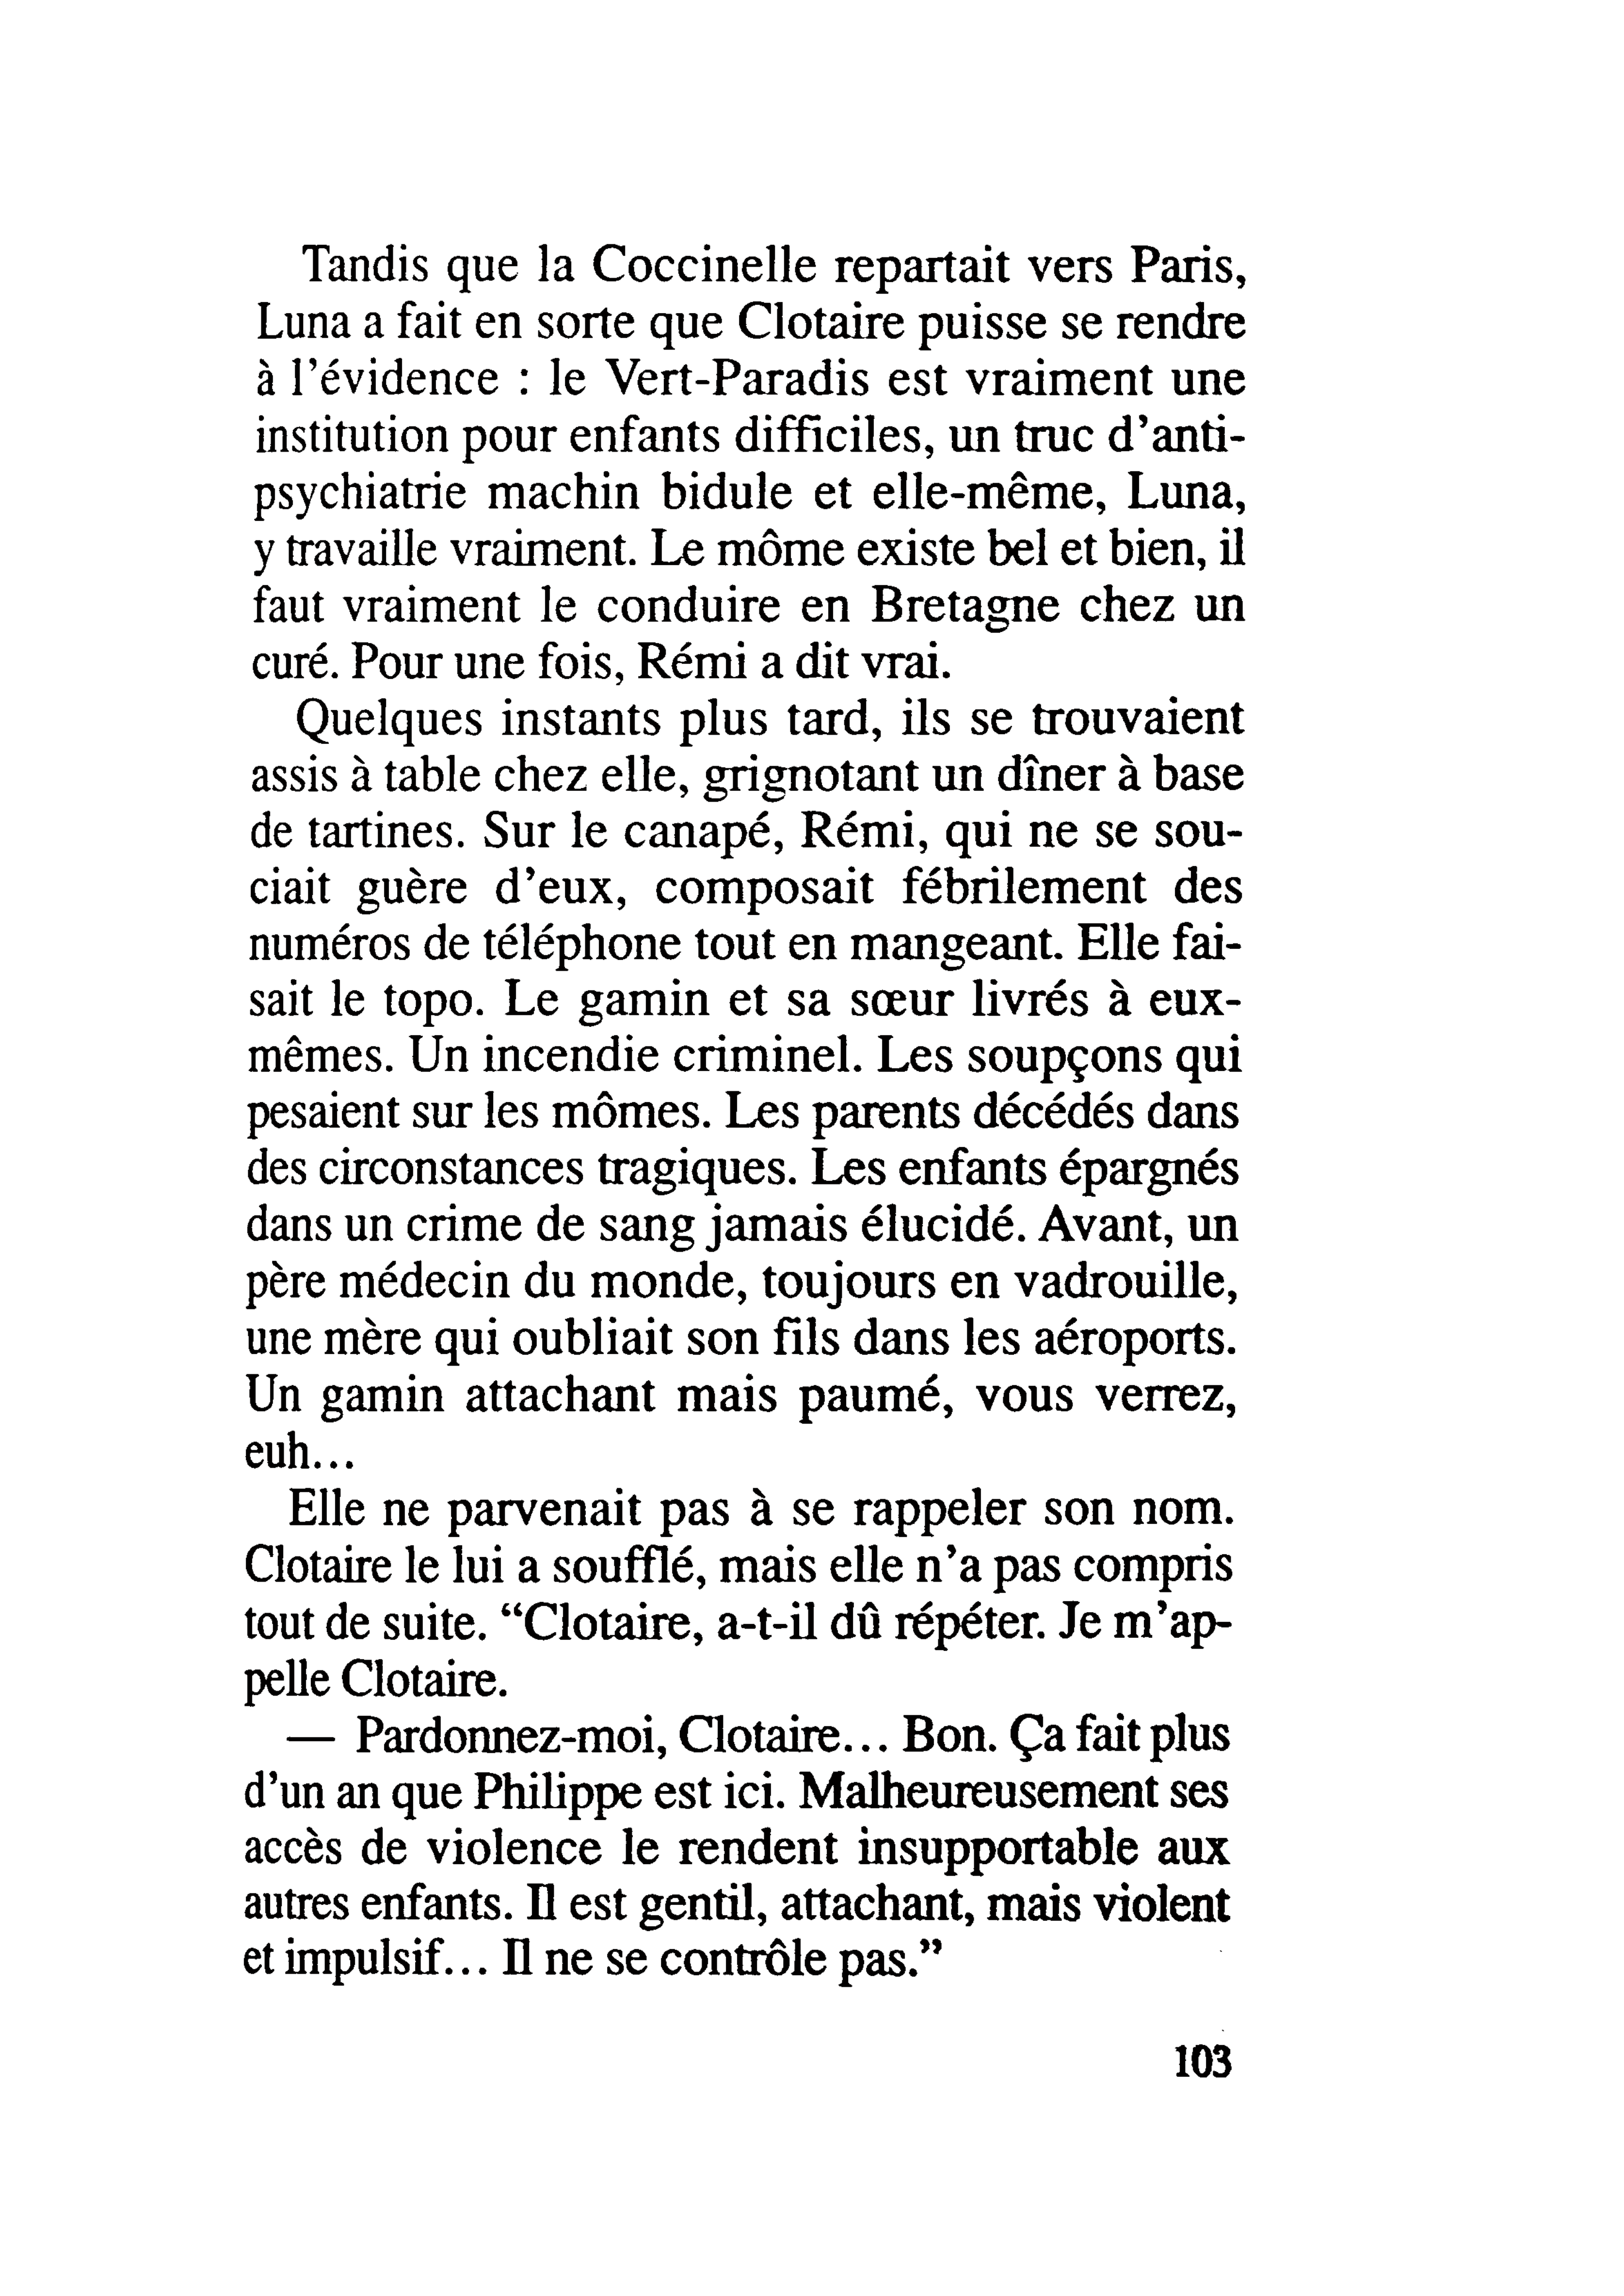 Tandis que la Coccinelle repartait vers Paris,
Luna a fait en sorte que Clotaire puisse se rendre
à l’évidence : le Vert-Paradis est vraiment une
institution pour enfants difficiles, un truc d’anti-
psychiatrie machin bidule et elle-même, Luna,
y travaille vraiment. Le môme existe bel et bien, il
faut vraiment le conduire en Bretagne chez un
curé. Pour une fois, Rémi a dit vrai.
Quelques instants plus tard, ils se trouvaient
assis à table chez elle, grignotant un dîner à base
de tartines. Sur le canapé, Rémi, qui ne se sou-
ciait guère d’eux, composait fébrilement des
numéros de téléphone tout en mangeant. Elle fai-
sait le topo. Le gamin et sa sœur livrés à eux-
mêmes. Un incendie criminel. Les soupçons qui
pesaient sur les mômes. Les parents décédés dans
des circonstances tragiques. Les enfants épargnés
dans un crime de sang jamais élucidé. Avant, un
père médecin du monde, toujours en vadrouille,
une mère qui oubliait son fils dans les aéroports.
Un gamin attachant mais paumé, vous verrez,
euh...
Elle ne parvenait pas à se rappeler son nom.
Clotaire le lui a soufflé, mais elle n’a pas compris
tout de suite. “Clotaire, a-t-il dû répéter. Je m’ap-
pelle Clotaire.
— Pardonnez-moi, Clotaire... Bon. Ça fait plus
d’un an que Philippe est ici. Malheureusement ses
accès de violence le rendent insupportable aux
autres enfants. Il est gentil, attachant, mais violent
et impulsif... Il ne se contrôle pas.”
103